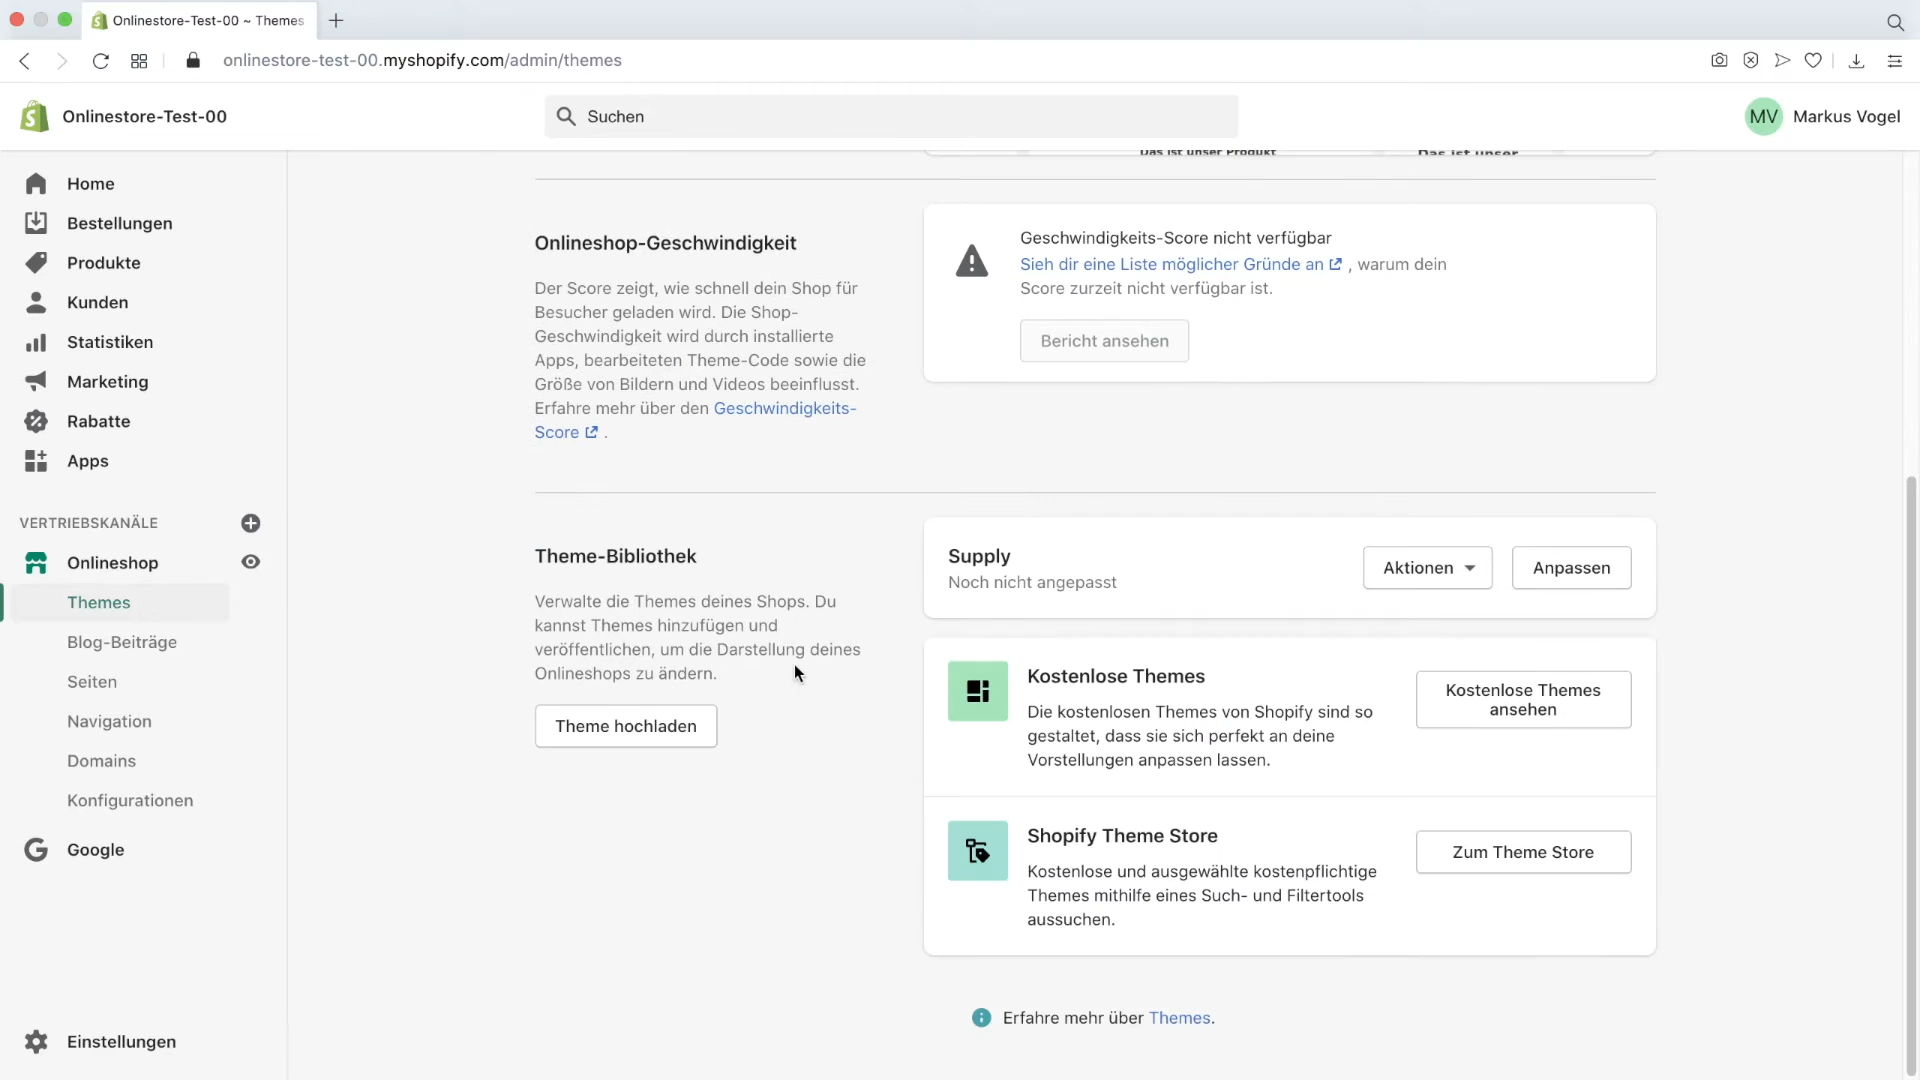 Onlinestore-Test-00 ~ Themes
onlinestore-test-00.myshopify.com/admin/themes
Onlinestore-Test-00
Suchen
MV
Markus Vogel
Home
Bestellungen
Produkte
Kunden
Statistiken
Marketing
Rabatte
Apps
VERTRIEBSKANÄLE
Onlineshop
Themes
Blog-Beiträge
Seiten
Navigation
Domains
Konfigurationen
Google
Einstellungen
Das ist unser Produkt
Das ist unser
Onlineshop-Geschwindigkeit
Der Score zeigt, wie schnell dein Shop für
Besucher geladen wird. Die Shop-
Geschwindigkeit wird durch installierte
Apps, bearbeiteten Theme-Code sowie die
Größe von Bildern und Videos beeinflusst.
Erfahre mehr über den Geschwindigkeits-
Score .
Geschwindigkeits-Score nicht verfügbar
Sieh dir eine Liste möglicher Gründe an , warum dein
Score zurzeit nicht verfügbar ist.
Bericht ansehen
Theme-Bibliothek
Verwalte die Themes deines Shops. Du
kannst Themes hinzufügen und
veröffentlichen, um die Darstellung deines
Onlineshops zu ändern.
Theme hochladen
Supply
Noch nicht angepasst
Aktionen
Anpassen
Kostenlose Themes
Die kostenlosen Themes von Shopify sind so
gestaltet, dass sie sich perfekt an deine
Vorstellungen anpassen lassen.
Kostenlose Themes
ansehen
Shopify Theme Store
Kostenlose und ausgewählte kostenpflichtige
Themes mithilfe eines Such- und Filtertools
aussuchen.
Zum Theme Store
Erfahre mehr über Themes.